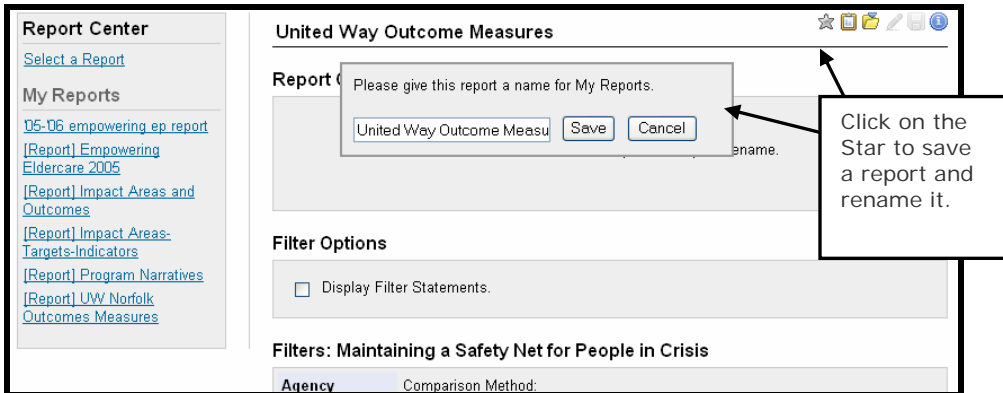 Report Center
Select a Report
My Reports
'05-'06 empowering ep report
[Report] Empowering
Eldercare 2005
[Report] Impact Areas and
Outcomes
[Report] Impact Areas-
Targets-Indicators
[Report] Program Narratives
[Report] UW Norfolk
Outcomes Measures
United Way Outcome Measures
Report
Please give this report a name for My Reports.
United Way Outcome Measu
Save
Cancel
ename.
Click on the
Star to save
a report and
rename it.
Filter Options
Display Filter Statements.
Filters: Maintaining a Safety Net for People in Crisis
Agency
Comparison Method: